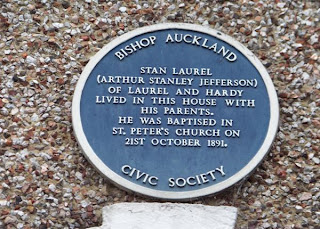 BISHOP AUCKLAND
STAN LAUREL
(ARTHUR STANLEY JEFFERSON)
OF LAUREL AND HARDY
LIVED IN THIS HOUSE WITH
HIS PARENTS.
HE WAS BAPTISED IN
ST. PETER'S CHURCH ON
21ST OCTOBER 1891.
CIVIC SOCIETY